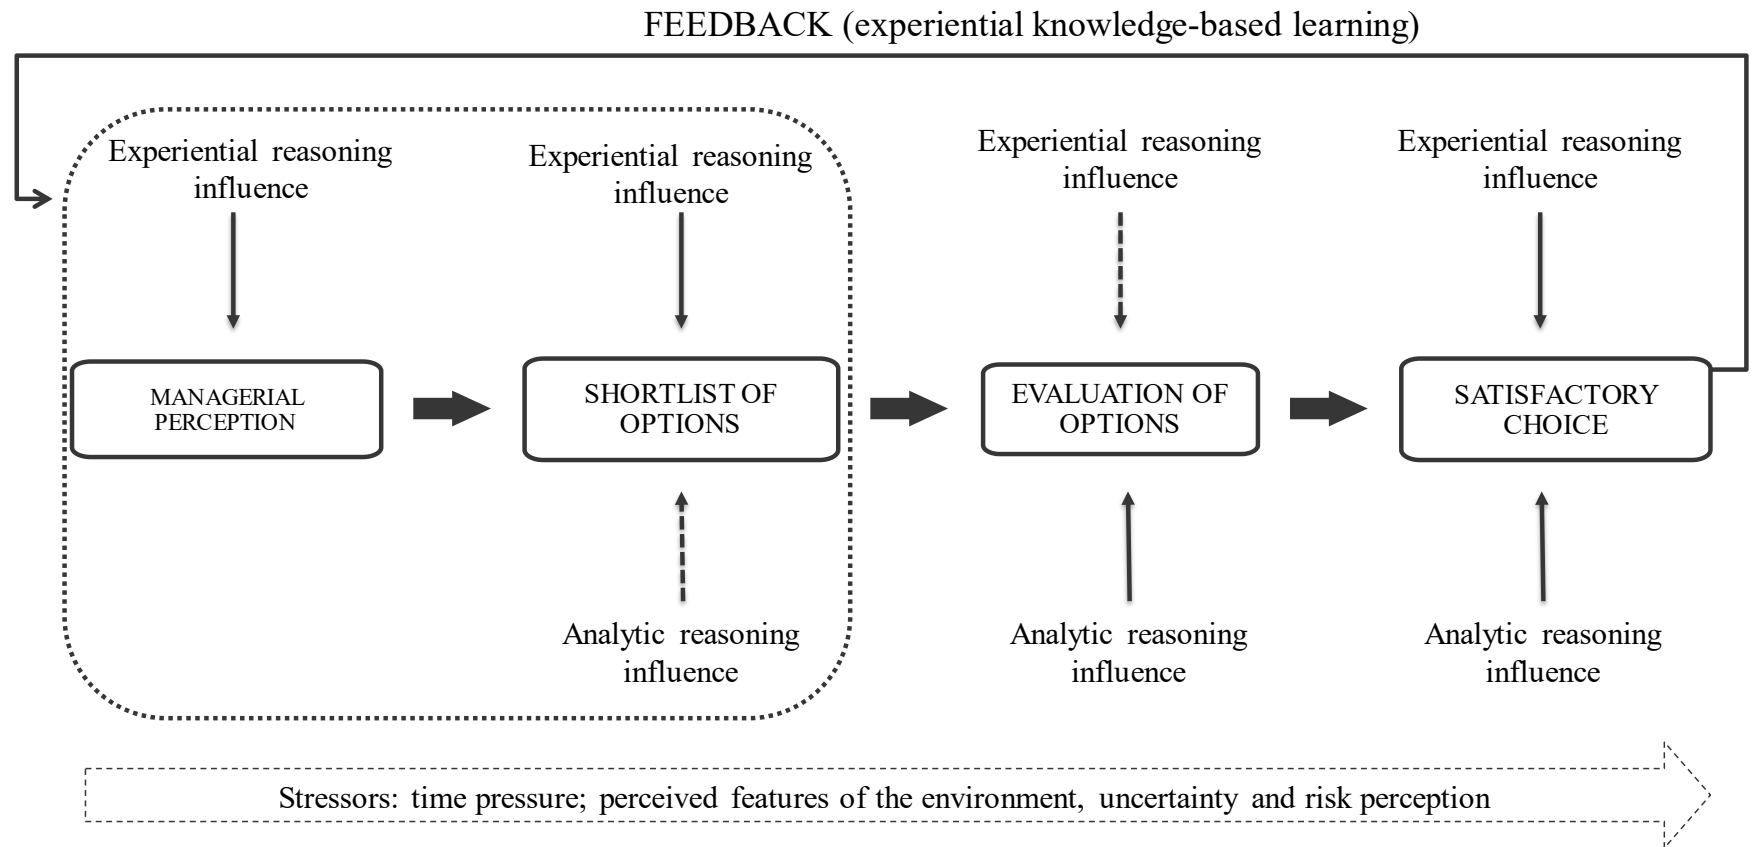 FEEDBACK (experiential knowledge-based learning)
Experiential reasoning
influence
Experiential reasoning
influence
Experiential reasoning
influence
Experiential reasoning
influence
MANAGERIAL
PERCEPTION
SHORTLIST OF
OPTIONS
EVALUATION OF
OPTIONS
SATISFACTORY
CHOICE
Analytic reasoning
influence
Analytic reasoning
influence
Analytic reasoning
influence
Stressors: time pressure; perceived features of the environment, uncertainty and risk perception